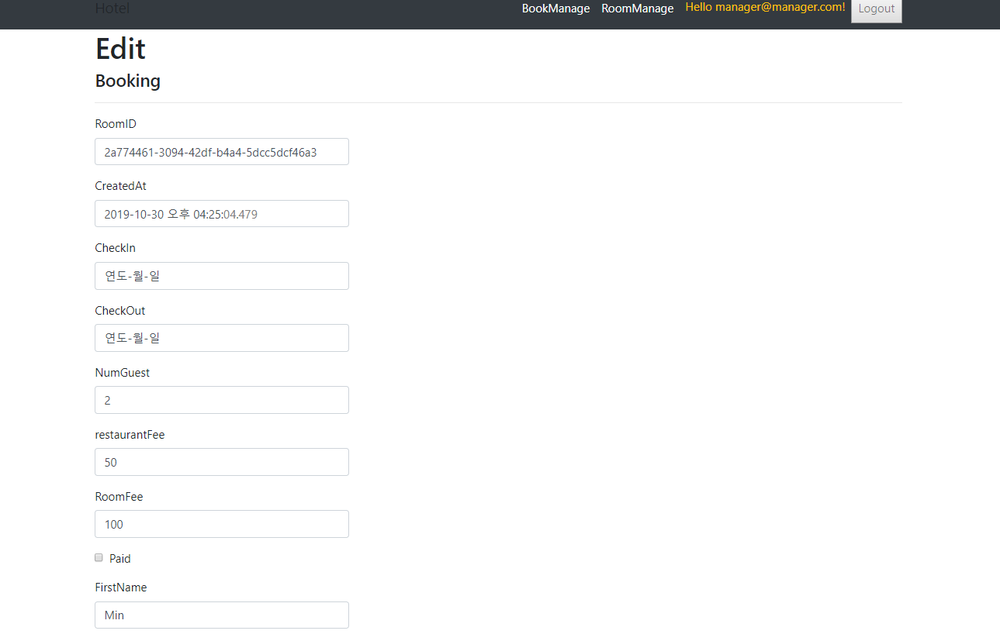 Hotel BookManage RoomManage Hello manager@manager.com! Logout
Edit
Booking
RoomID
2a774461-3094-42df-b4a4-5dcc5dcf46a3
CreatedAt
2019-10-30 오후 04:25:04.479
CheckIn
연도-월-일
CheckOut
연도-월-일
NumGuest
2
restaurantFee
50
RoomFee
100
Paid
FirstName
Min